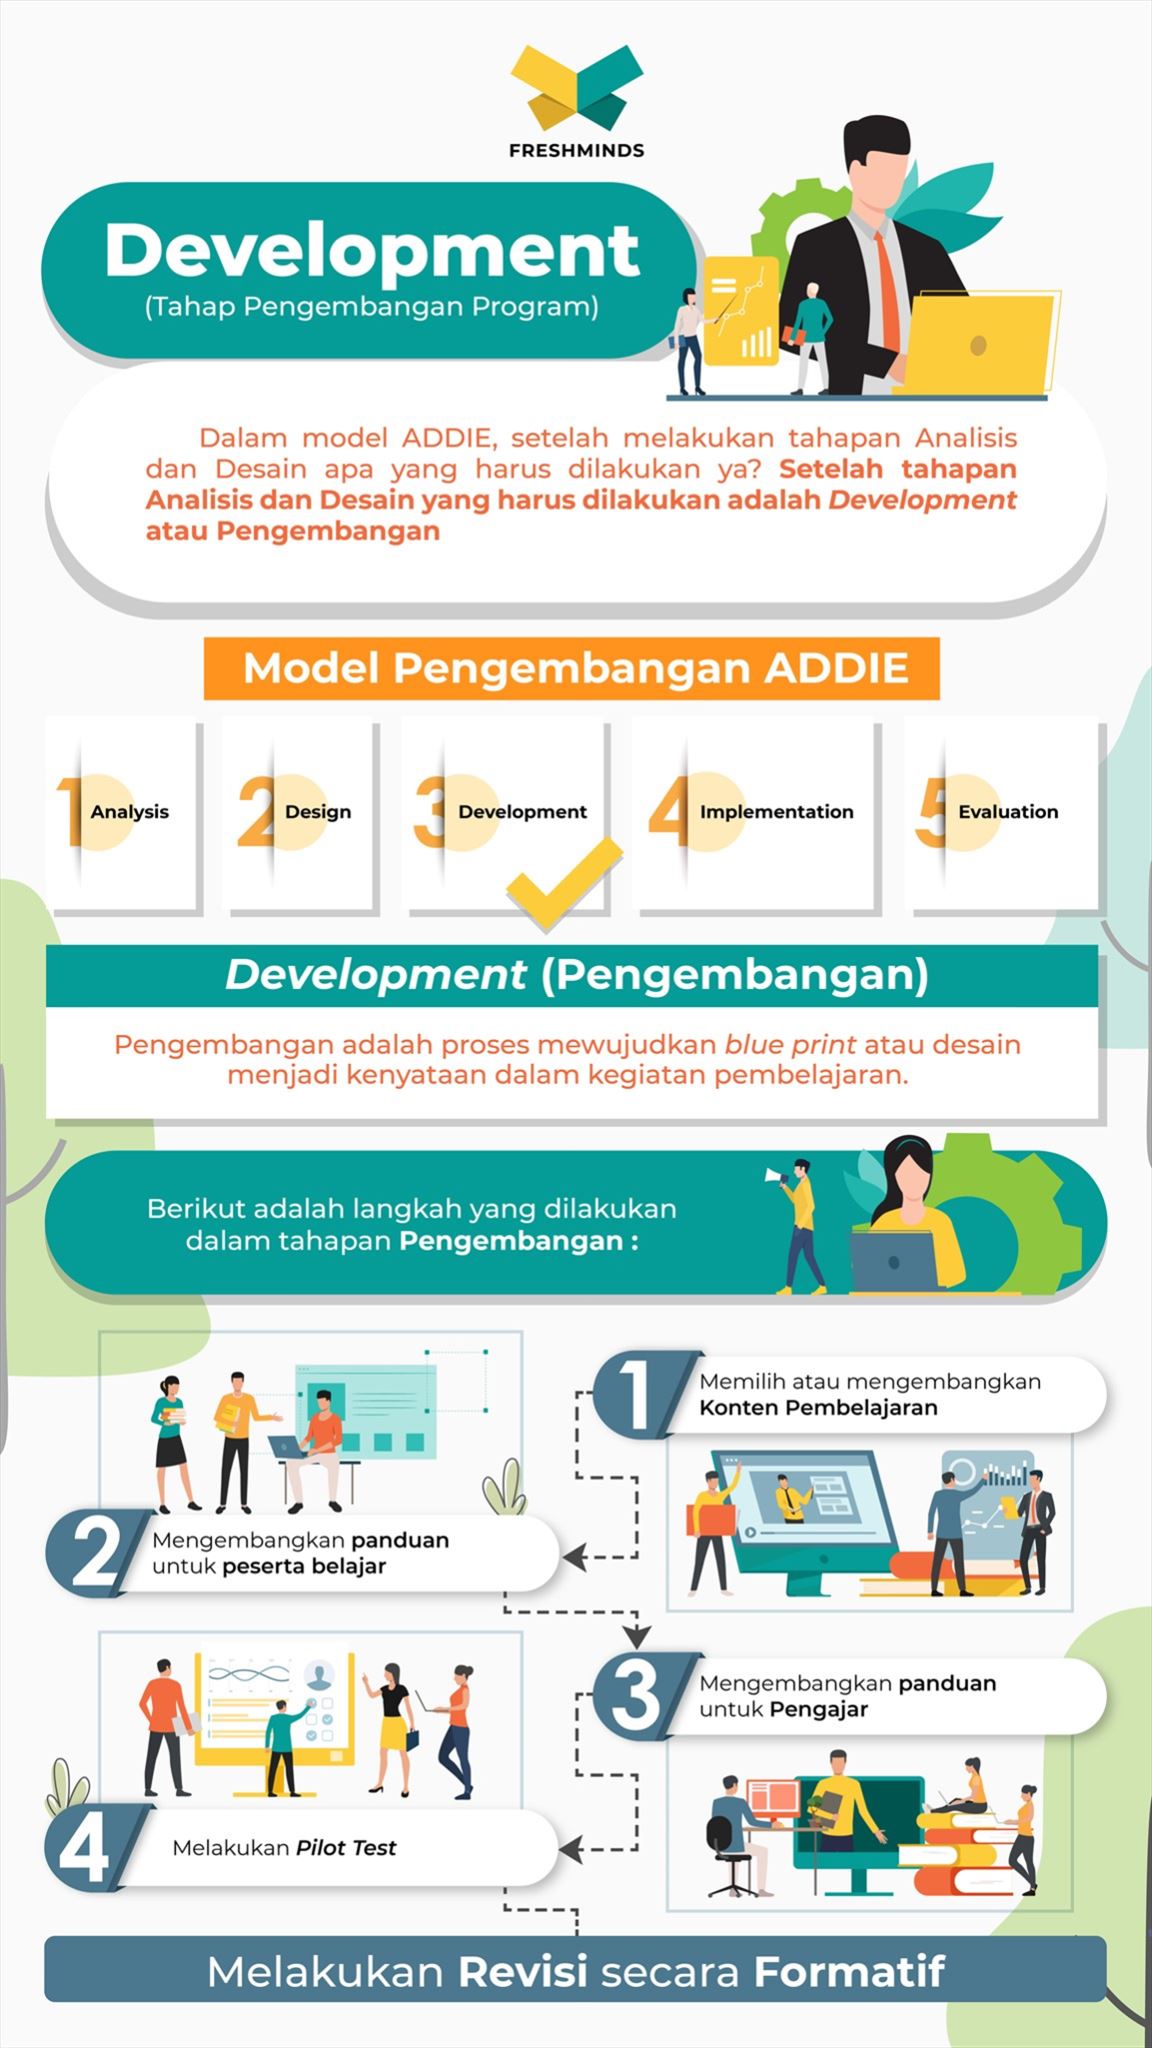 FRESHMINDS
Development
(Tahap Pengembangan Program)
Dalam model ADDIE, setelah melakukan tahapan Analisis
dan Desain apa yang harus dilakukan ya? Setelah tahapan
Analisis dan Desain yang harus dilakukan adalah Development
atau Pengembangan
Model Pengembangan ADDIE
1 Analysis
2 Design
3 Development
4 Implementation
5 Evaluation
Development (Pengembangan)
Pengembangan adalah proses mewujudkan blue print atau desain
menjadi kenyataan dalam kegiatan pembelajaran.
Berikut adalah langkah yang dilakukan
dalam tahapan Pengembangan :
1
Memilih atau mengembangkan
Konten Pembelajaran
2
Mengembangkan panduan
untuk peserta belajar
3
Mengembangkan panduan
untuk Pengajar
4
Melakukan Pilot Test
Melakukan Revisi secara Formatif